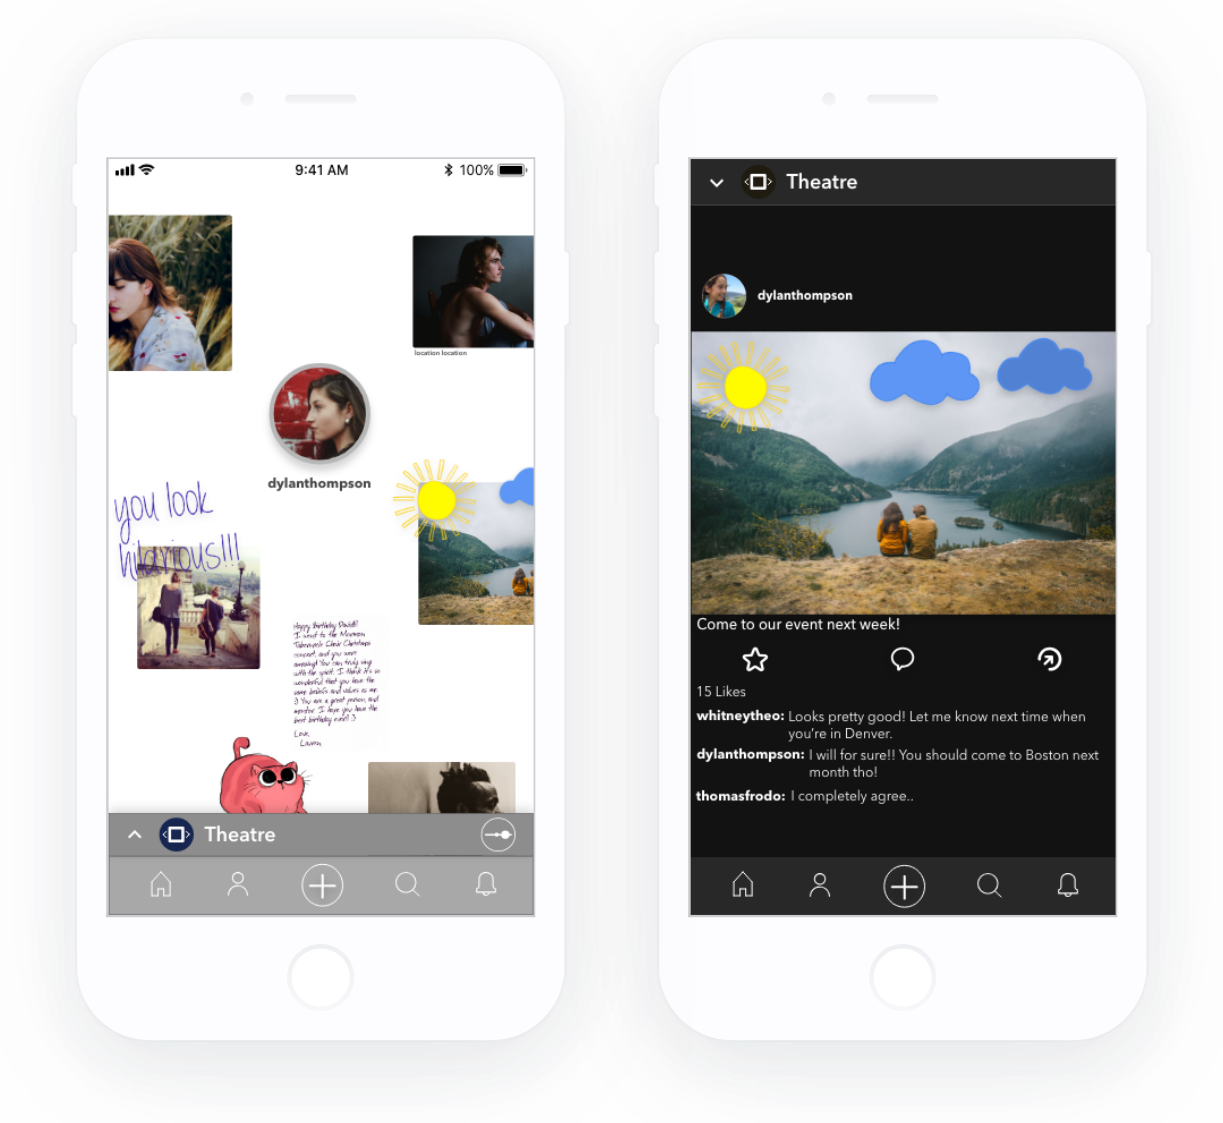 9:41 AM
100%
location location
dylanthompson
you look
hilarious!!!
Happy Birthday David!!
I went to the Mormon
Tabernacle Choir Christmas
concert, and you were
amazing! You can truly sing
with the spirit. I think it's so
wonderful that you have the
same beliefs and values as me
:) You are a great person, and
mentor. I hope you have the
best birthday ever!! :)
Love,
Lauren
Theatre
Theatre
dylanthompson
Come to our event next week!
15 Likes
whitneytheo: Looks pretty good! Let me know next time when
you're in Denver.
dylanthompson: I will for sure!! You should come to Boston next
month tho!
thomasfrodo: I completely agree..